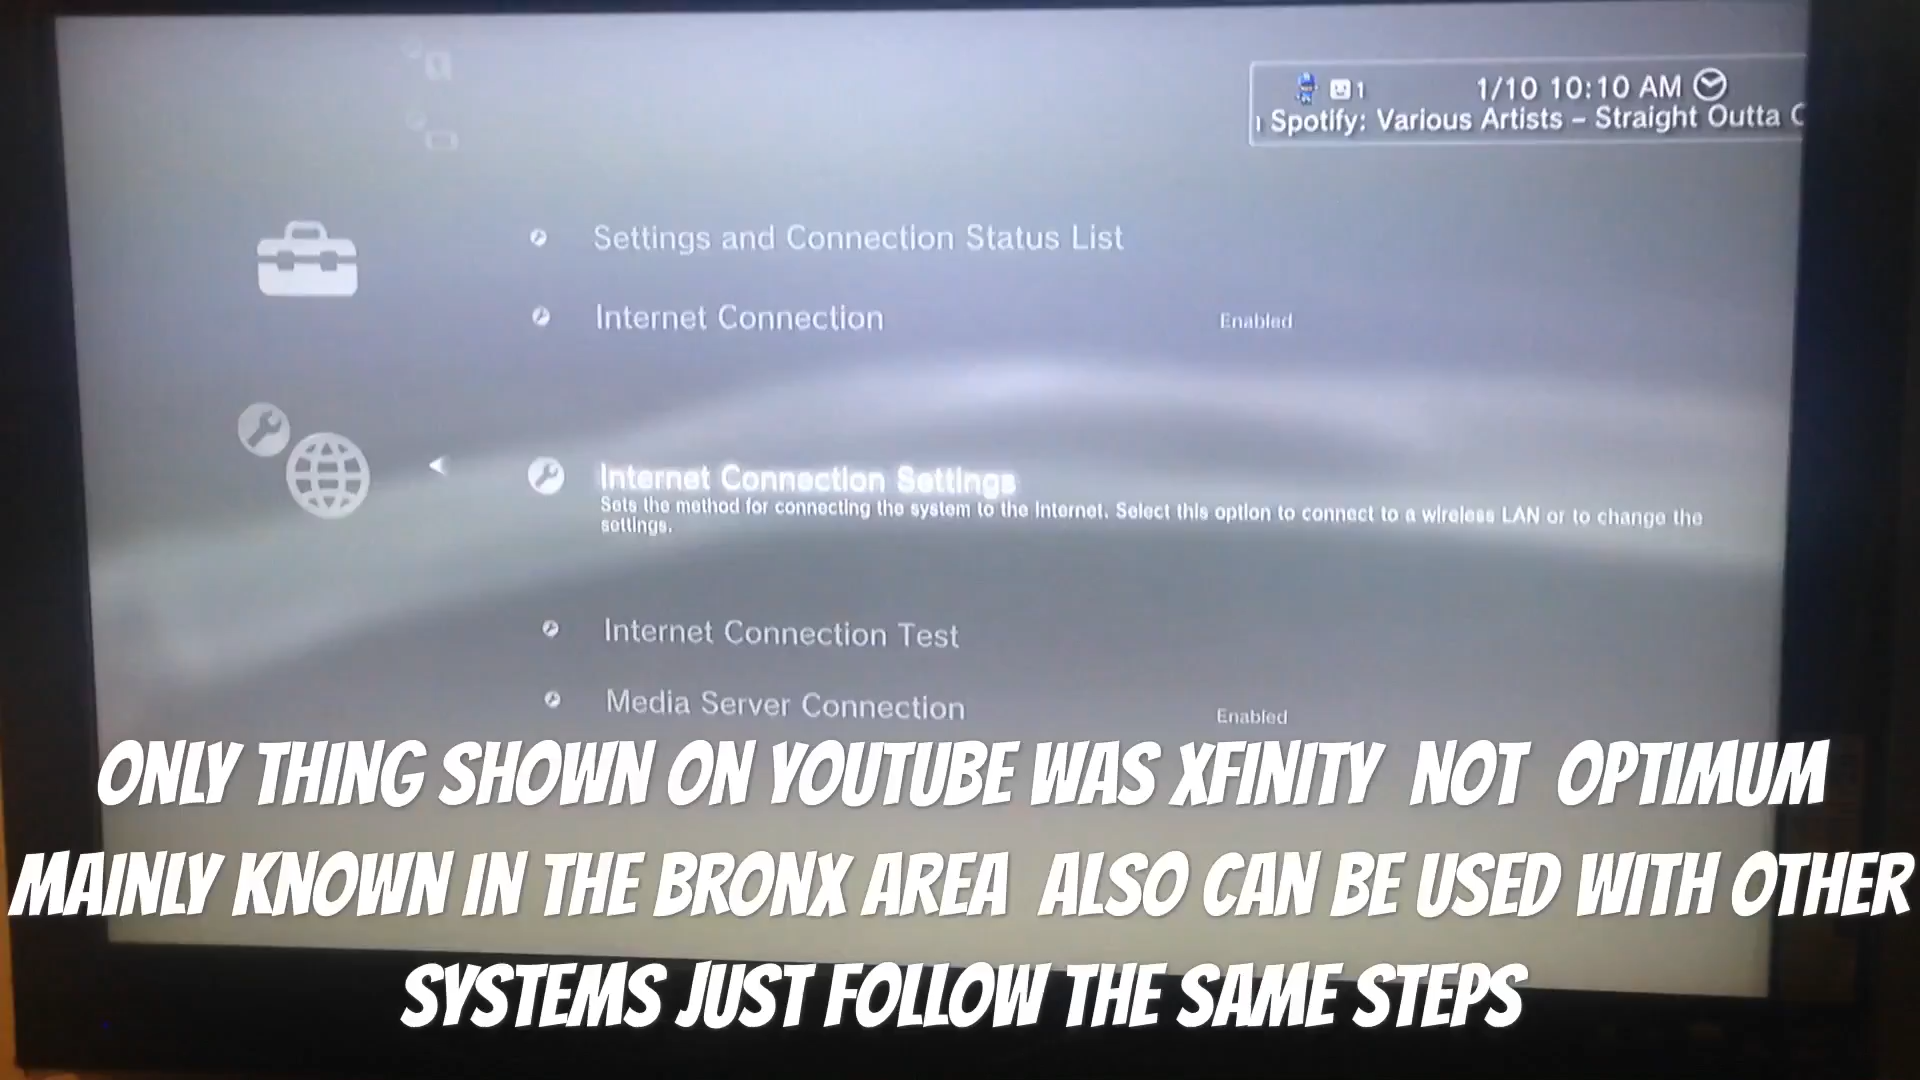 1
1/10 10:10 AM
Spotify: Various Artists – Straight Outta
Settings and Connection Status List
Internet Connection Enabled
Internet Connection Settings
Sets the method for connecting the system to the Internet. Select this option to connect to a wireless LAN or to change the
settings.
Internet Connection Test
Media Server Connection Enabled
ONLY THING SHOWN ON YOUTUBE WAS XFINITY NOT OPTIMUM
MAINLY KNOWN IN THE BRONX AREA ALSO CAN BE USED WITH OTHER
SYSTEMS JUST FOLLOW THE SAME STEPS